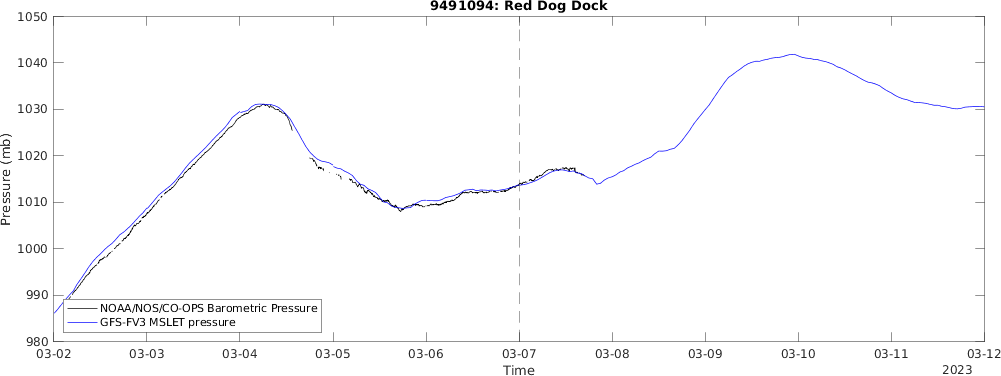 9491094: Red Dog Dock
1050
1040
1030
1020
1010
1000
990
980
Pressure (mb)
NOAA/NOS/CO-OPS Barometric Pressure
GFS-FV3 MSLET pressure
03-02 03-03 03-04 03-05 03-06 03-07 03-08 03-09 03-10 03-11 03-12
Time
2023